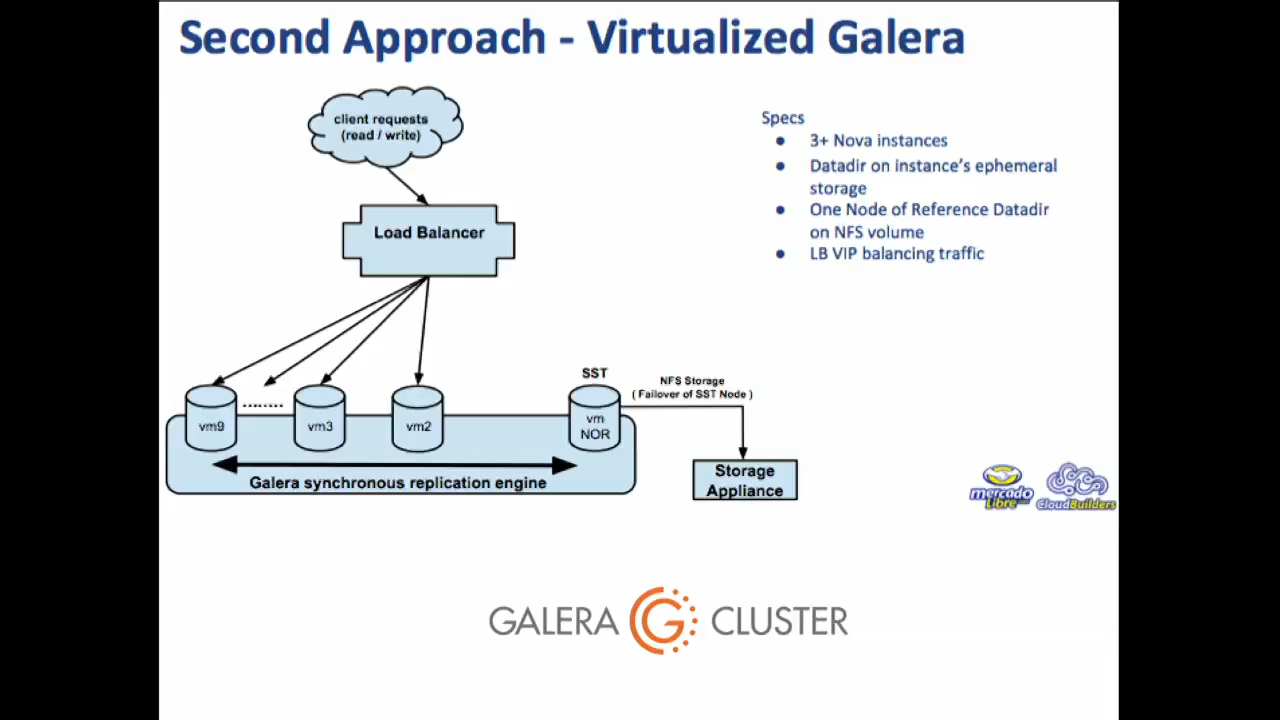 Second Approach - Virtualized Galera
client requests
(read / write)
Load Balancer
Specs
● 3+ Nova instances
● Datadir on instance's ephemeral
storage
● One Node of Reference Datadir
on NFS volume
● LB VIP balancing traffic
SST
NFS Storage
( Failover of SST Node )
vm9
........
vm3
vm2
vm
NOR
Galera synchronous replication engine
Storage
Appliance
mercado
Libre
CloudBuilders
GALERA CLUSTER